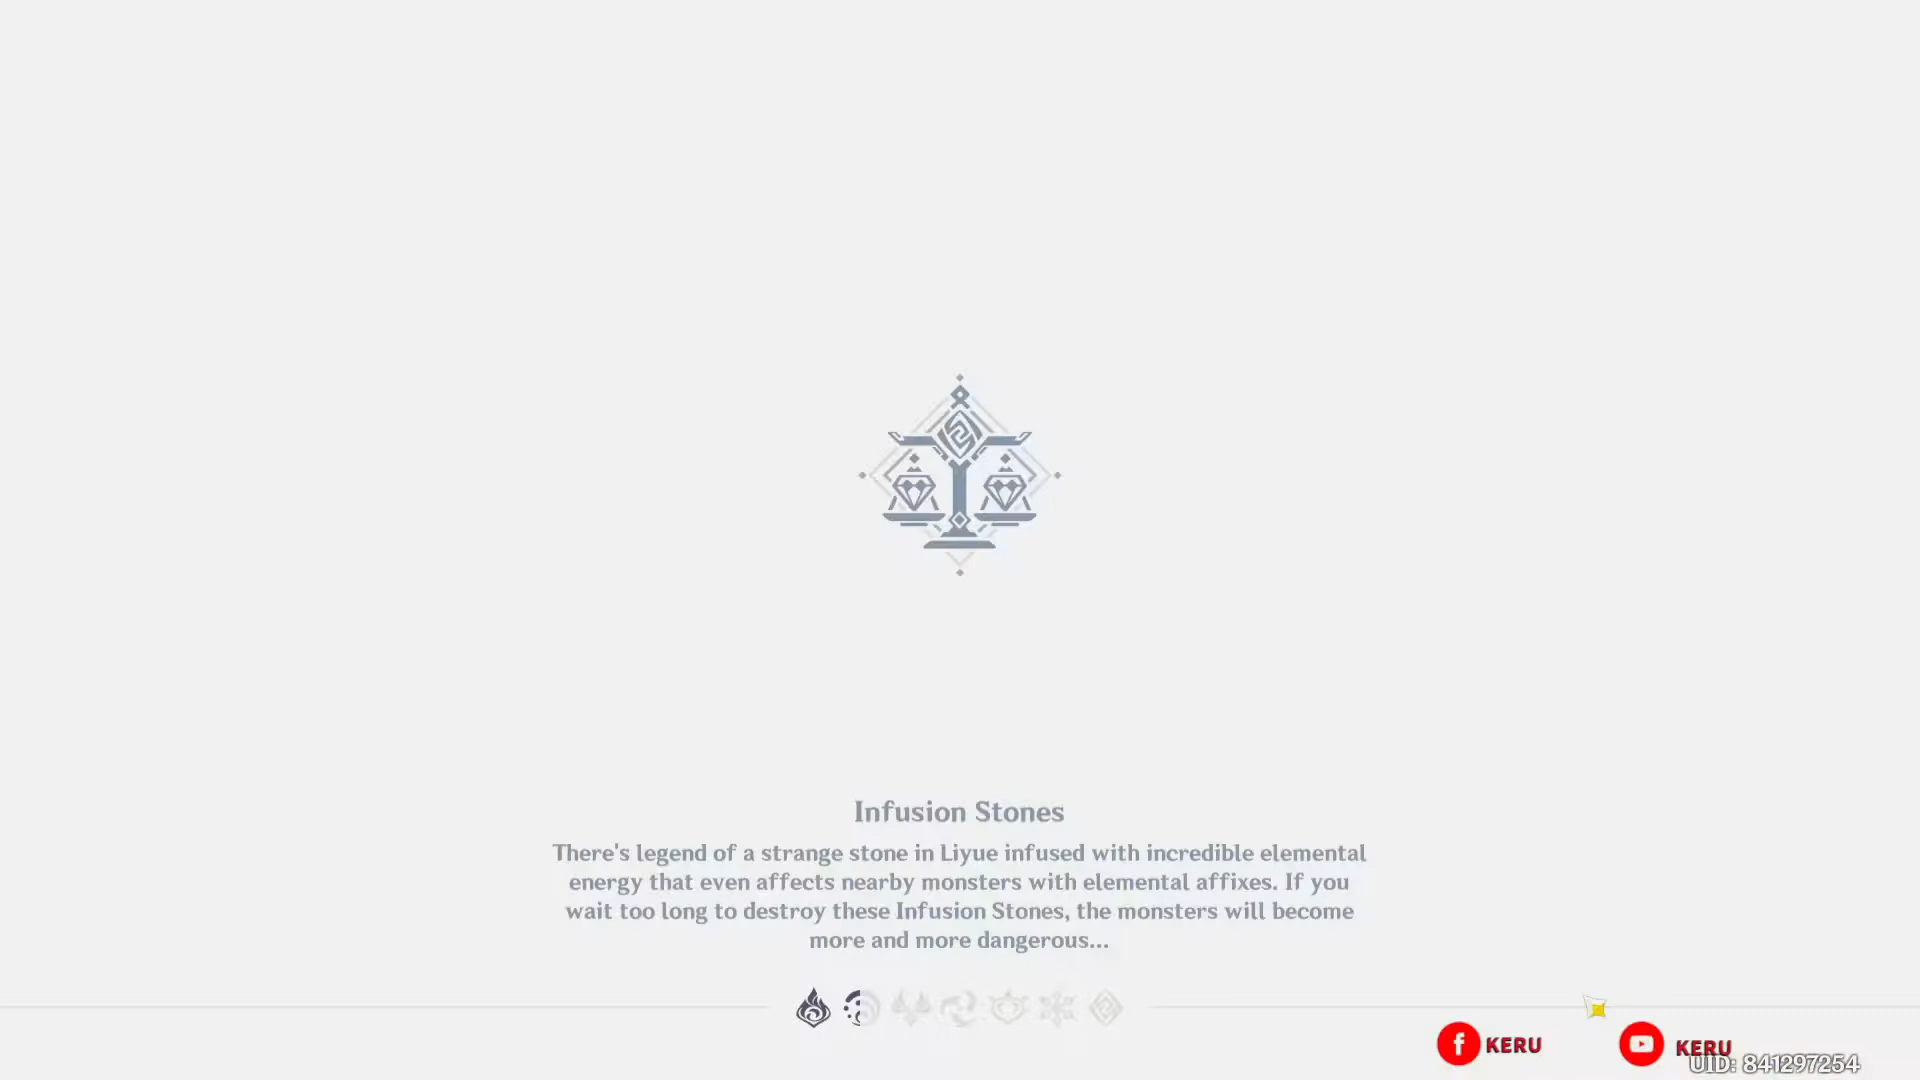 Infusion Stones
There's legend of a strange stone in Liyue infused with incredible elemental
energy that even affects nearby monsters with elemental affixes. If you
wait too long to destroy these Infusion Stones, the monsters will become
more and more dangerous...
KERU
KERU
UID: 841297254